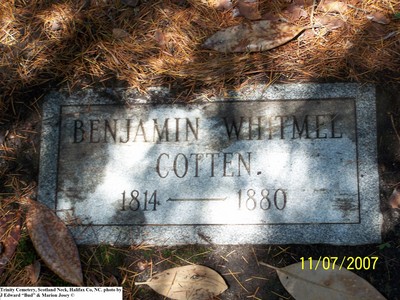 BENJAMIN WHITMEL
COTTEN.
1814 — 1880
11/07/2007
Trinity Cemetery, Scotland Neck, Halifax Co, NC. photo by
J Edward "Bud" & Marion Josey ©